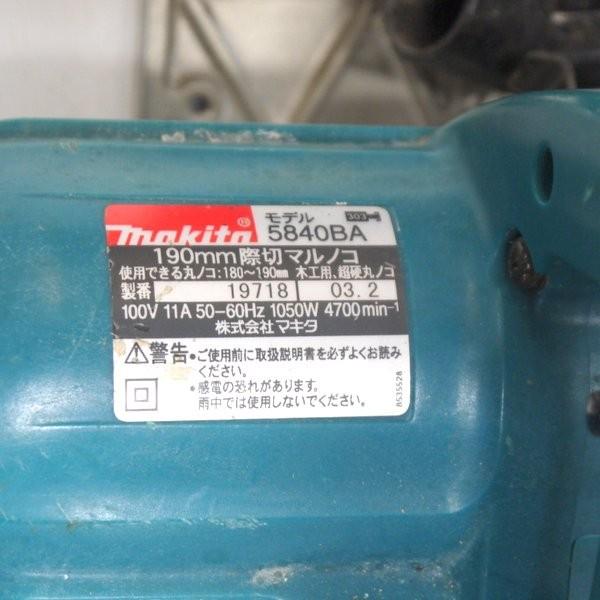 makita® モデル 5840BA 303
190mm際切マルノコ
使用できる丸ノコ:180～190mm 木工用、超硬丸ノコ
製番 19718 03.2
100V 11A 50-60Hz 1050W 4700min-1
株式会社マキタ
⚠警告 •ご使用前に取扱説明書を必ずよくお読み
ください。
•感電の恐れがあります。
雨中では使用しないでください。
853552B